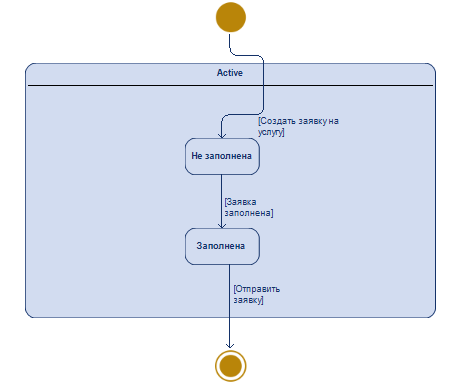 Active
[Создать заявку на
услугу]
Не заполнена
[Заявка
заполнена]
Заполнена
[Отправить
заявку]